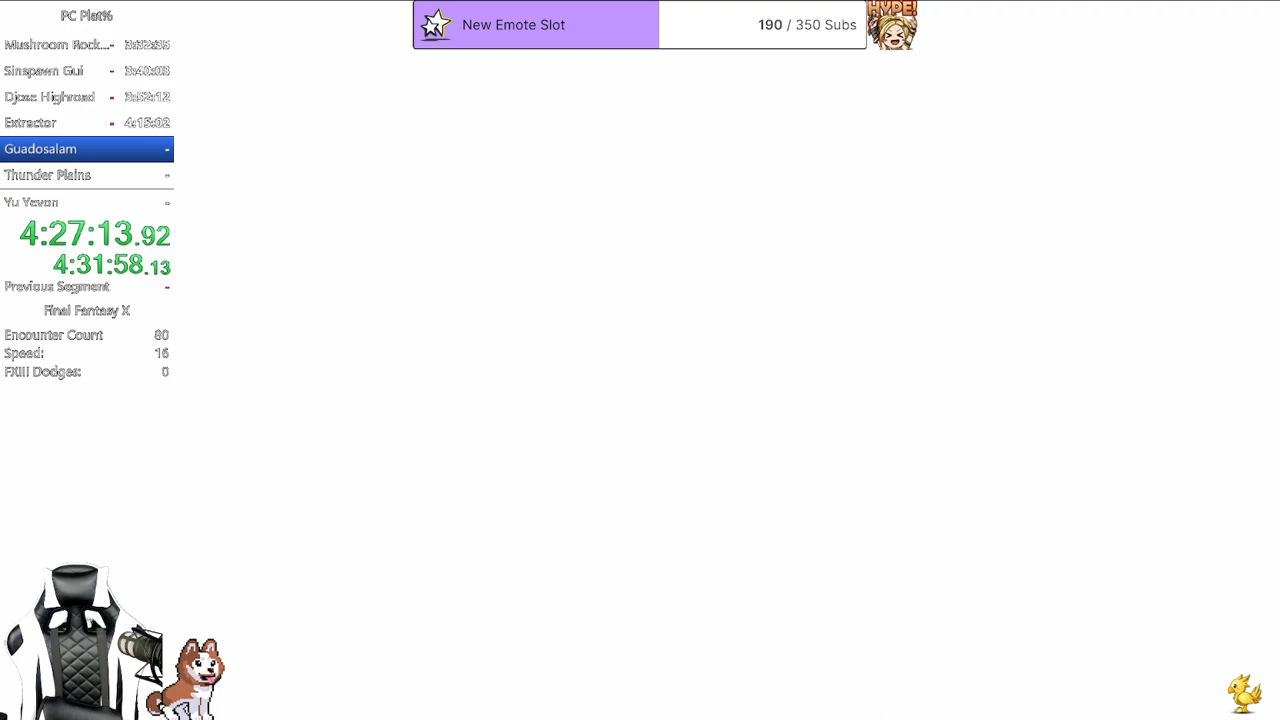 PC Plat%
New Emote Slot 190 / 350 Subs
HYPE!
Mushroom Rock... - 3:32:35
Sinspawn Gui - 3:40:03
Djose Highroad - 3:52:12
Extractor - 4:15:02
Guadosalam -
Thunder Plains -
Yu Yevon -
4:27:13.92
4:31:58.13
Previous Segment -
Final Fantasy X
Encounter Count 80
Speed: 16
FXIII Dodges: 0